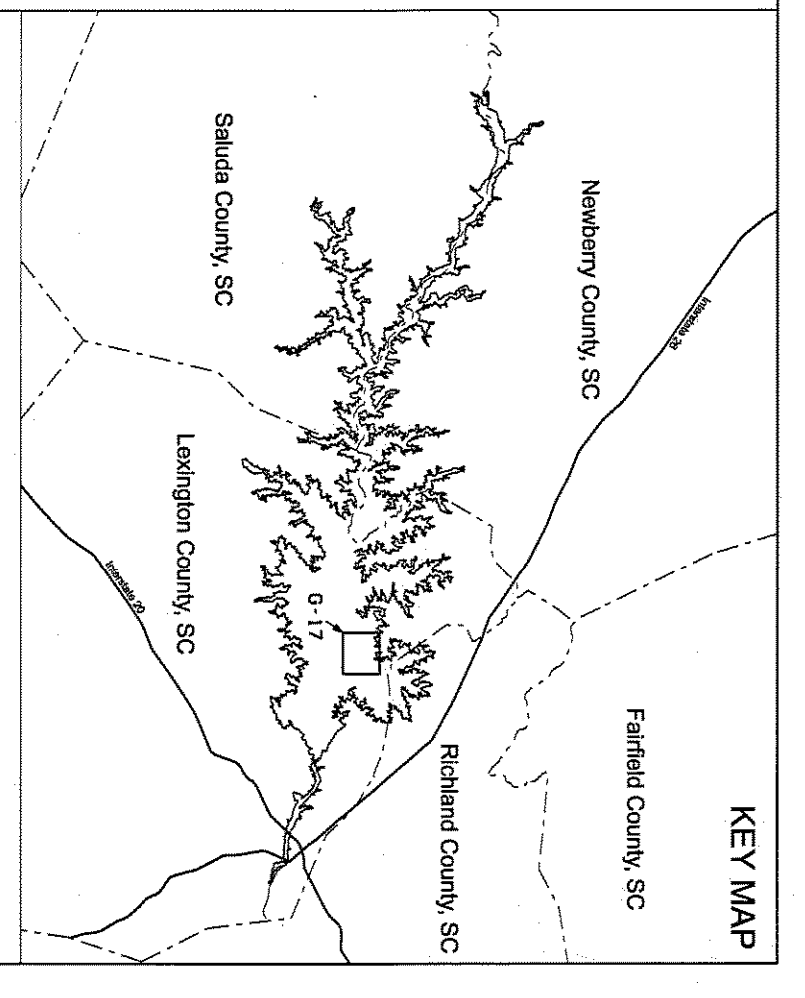 KEY MAP
Fairfield County, SC
Newberry County, SC
Interstate 26
Richland County, SC
Saluda County, SC
G-17
Lexington County, SC
Interstate 20